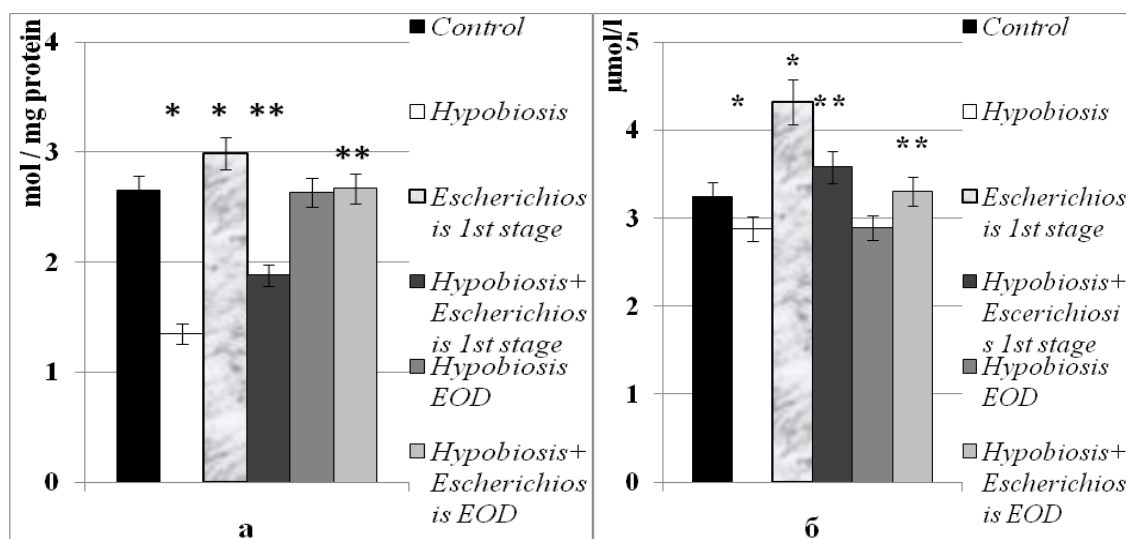 mol / mg protein
4
3
2
1
0
* * **
**
a
Control
Hypobiosis
Escherichios
is 1st stage
Hypobiosis+
Escherichios
is 1st stage
Hypobiosis
EOD
Hypobiosis+
Escherichios
is EOD
µmol/l
5
4
3
2
1
0
*
* **
**
б
Control
Hypobiosis
Escherichios
is 1st stage
Hypobiosis+
Escerichiosi
s 1st stage
Hypobiosis
EOD
Hypobiosis+
Escherichios
is EOD